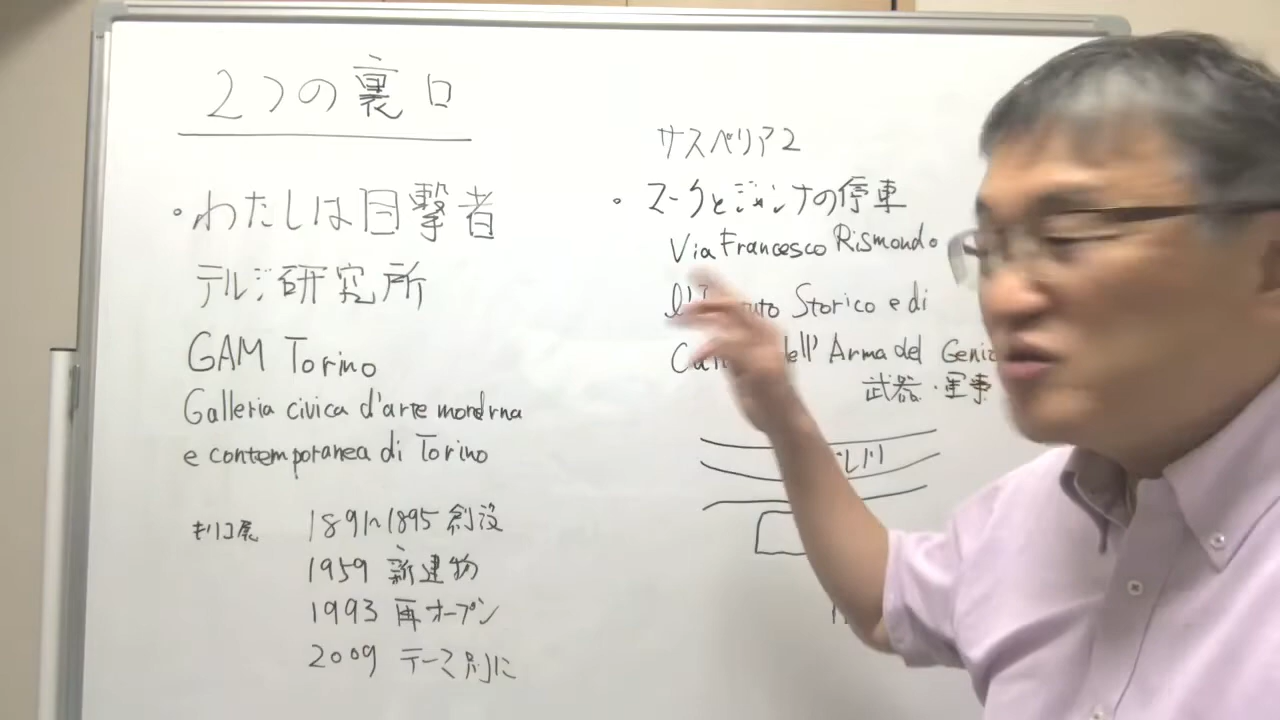 2つの裏口
・わたしは目撃者
テルジ研究所
GAM Torino
Galleria civica d'arte mordrna
e contemporanea di Torino
キリコ展
1891〜1895 創設
1959 新建物
1993 再オープン
2009 テーマ別に
サスペリア2
・マークとジャンナの停車
Via Francesco Rismondo
Storico e di
dell' Arma del Genio
武器・軍事